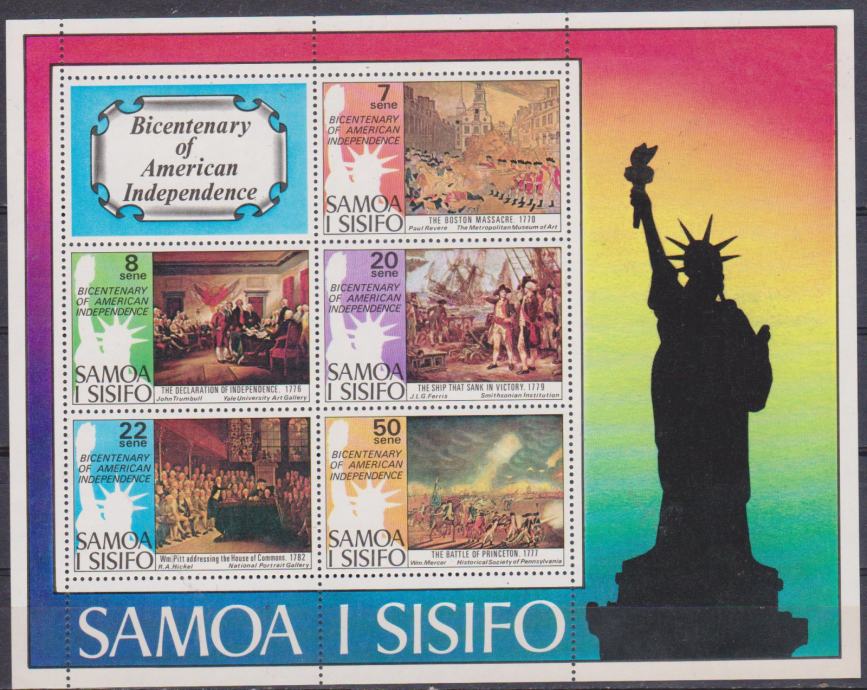 Bicentenary
of
American
Independence
7
sene
BICENTENARY
OF AMERICAN
INDEPENDENCE
SAMOA
I SISIFO
THE BOSTON MASSACRE. 1770
Paul Revere The Metropolitan Museum of Art
8
sene
BICENTENARY
OF AMERICAN
INDEPENDENCE
SAMOA
I SISIFO
THE DECLARATION OF INDEPENDENCE. 1776
John Trumbull Yale University Art Gallery
20
sene
BICENTENARY
OF AMERICAN
INDEPENDENCE
SAMOA
I SISIFO
THE SHIP THAT SANK IN VICTORY. 1779
J.L.G. Ferris Smithsonian Institution
22
sene
BICENTENARY
OF AMERICAN
INDEPENDENCE
SAMOA
I SISIFO
Wm Pitt addressing the House of Commons. 1782
R.A. Hickel National Portrait Gallery
50
sene
BICENTENARY
OF AMERICAN
INDEPENDENCE
SAMOA
I SISIFO
THE BATTLE OF PRINCETON. 1777
Wm. Mercer Historical Society of Pennsylvania
SAMOA I SISIFO